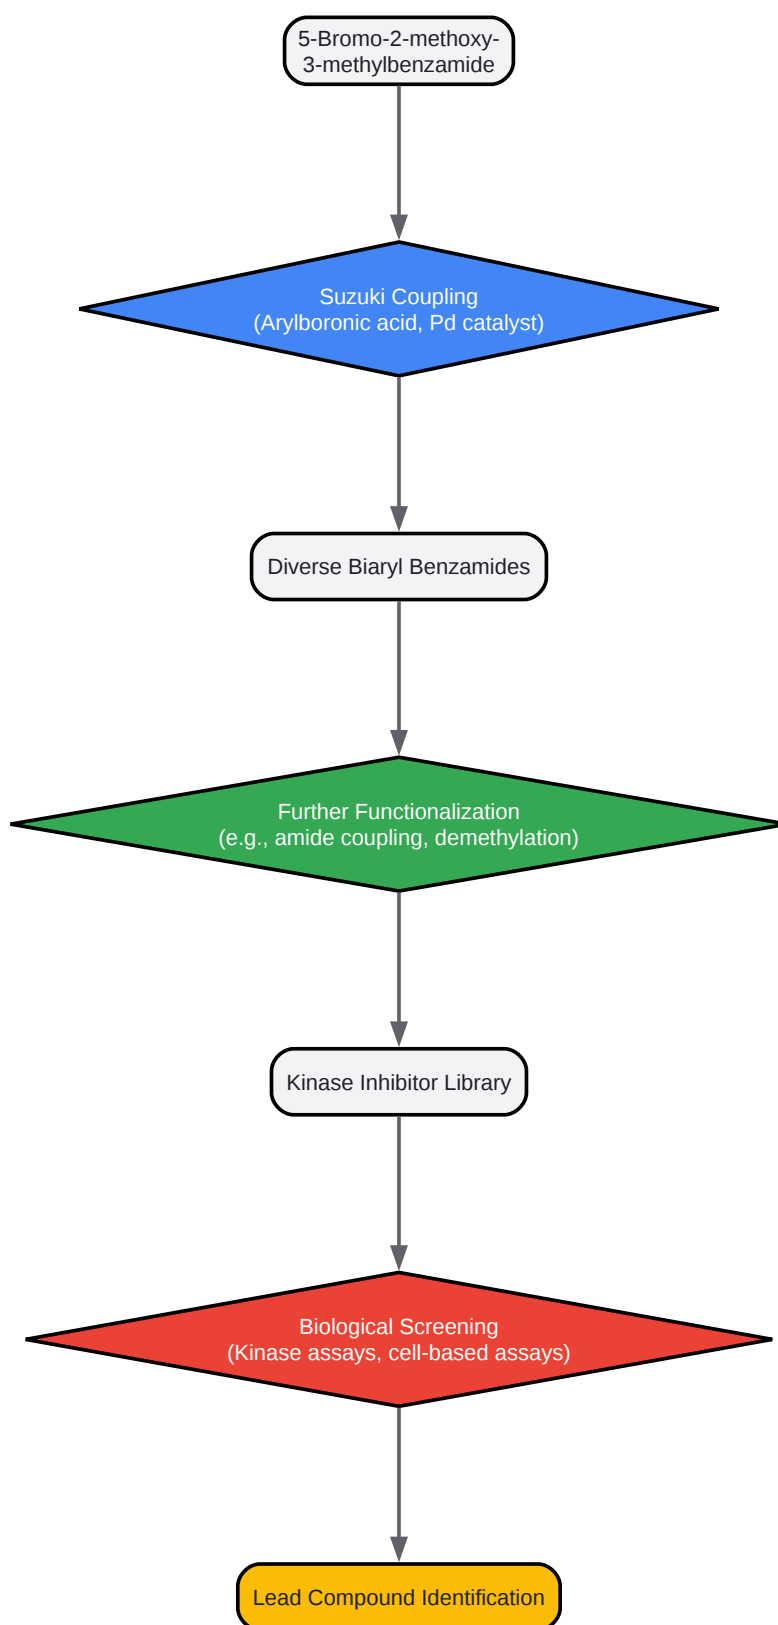 5-Bromo-2-methoxy-
3-methylbenzamide
Suzuki Coupling
(Arylboronic acid, Pd catalyst)
Diverse Biaryl Benzamides
Further Functionalization
(e.g., amide coupling, demethylation)
Kinase Inhibitor Library
Biological Screening
(Kinase assays, cell-based assays)
Lead Compound Identification